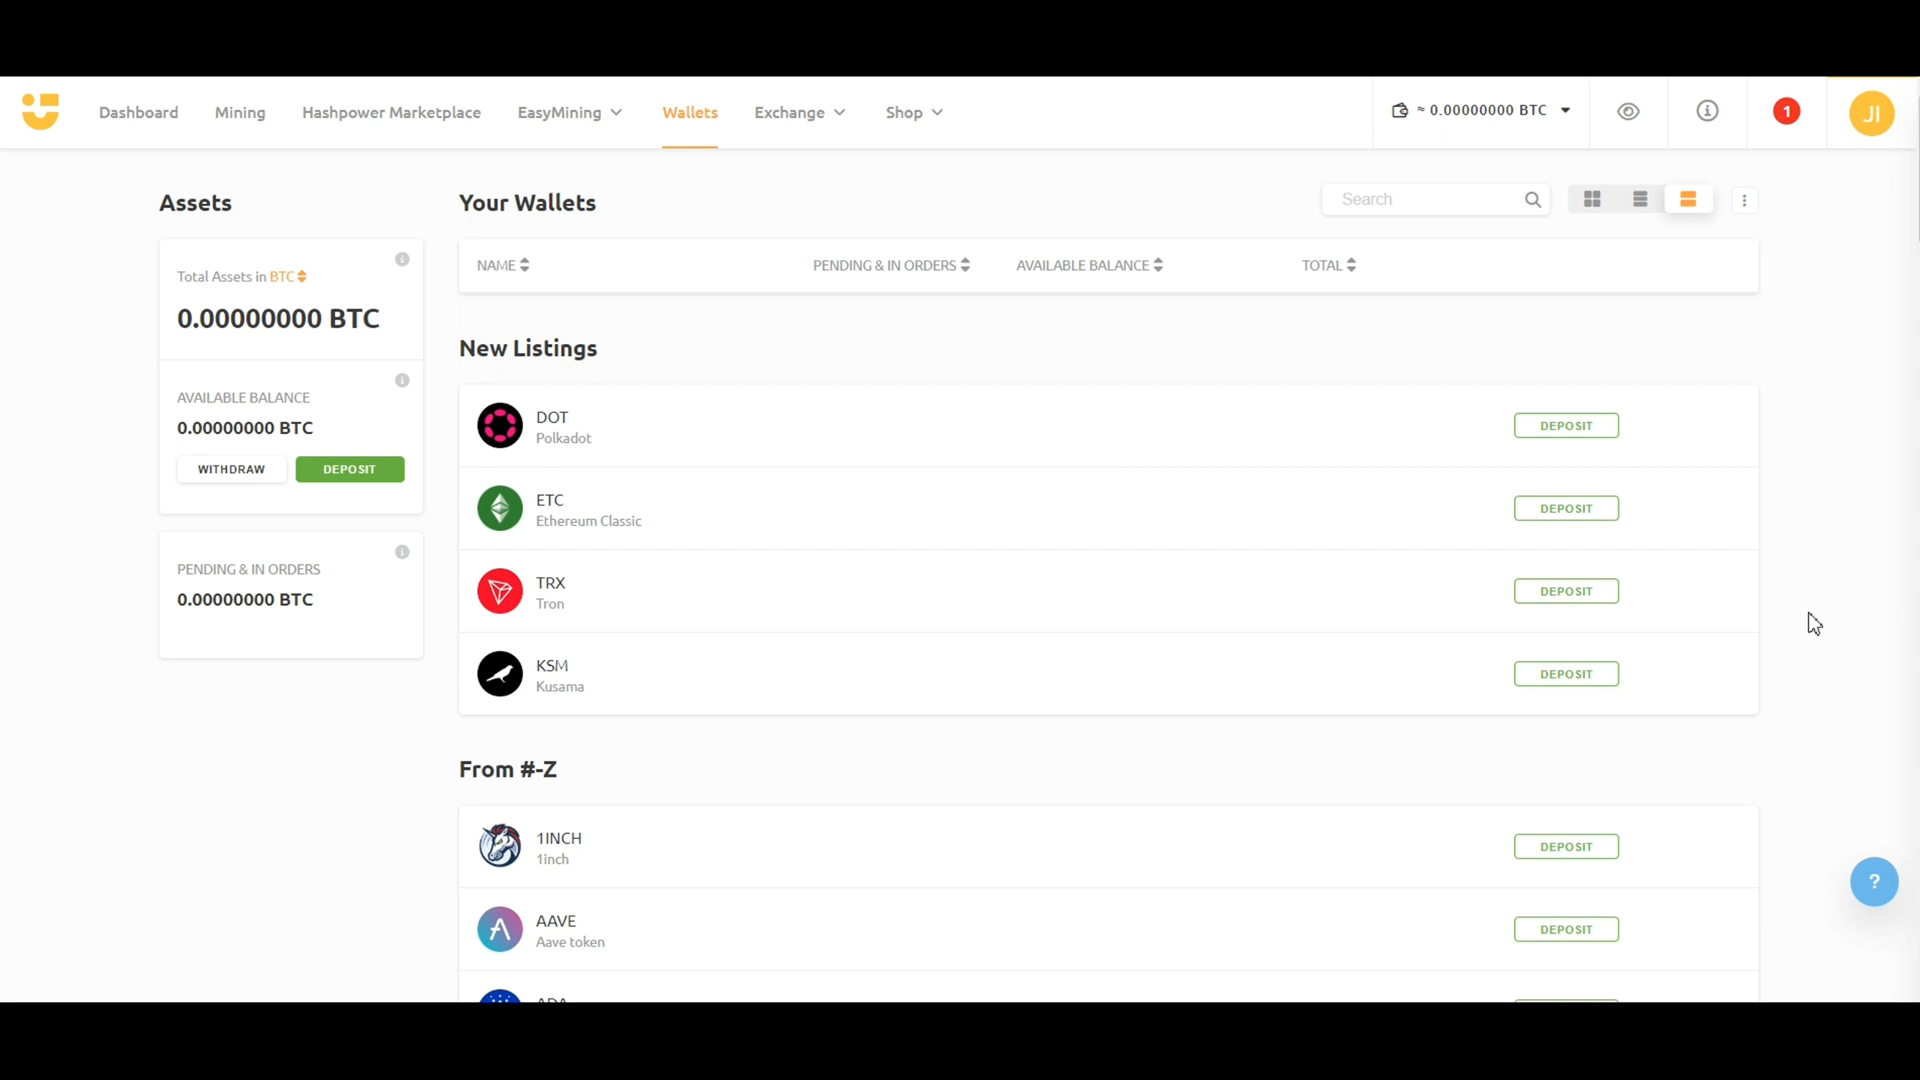 Dashboard
Mining
Hashpower Marketplace
EasyMining
Wallets
Exchange
Shop
≈ 0.00000000 BTC
1
JI
Assets
Total Assets in BTC
0.00000000 BTC
AVAILABLE BALANCE
0.00000000 BTC
WITHDRAW
DEPOSIT
PENDING & IN ORDERS
0.00000000 BTC
Your Wallets
Search
NAME
PENDING & IN ORDERS
AVAILABLE BALANCE
TOTAL
New Listings
DOT
Polkadot
DEPOSIT
ETC
Ethereum Classic
DEPOSIT
TRX
Tron
DEPOSIT
KSM
Kusama
DEPOSIT
From #-Z
1INCH
1inch
DEPOSIT
AAVE
Aave token
DEPOSIT
?